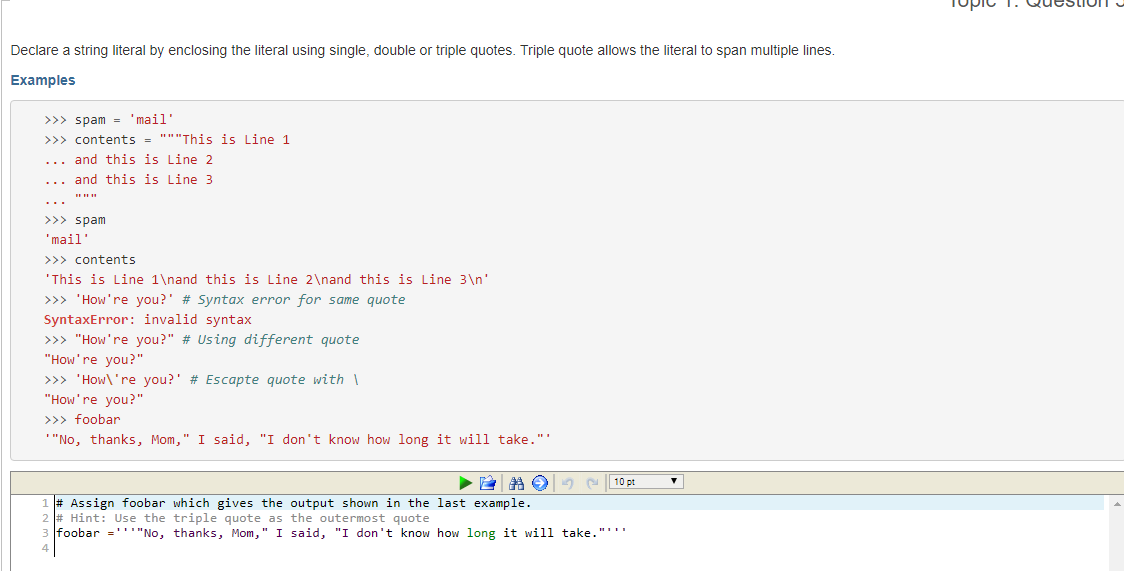 Topic 1: Question
Declare a string literal by enclosing the literal using single, double or triple quotes. Triple quote allows the literal to span multiple lines.
Examples
>>> spam = 'mail'
>>> contents = """This is Line 1
... and this is Line 2
... and this is Line 3
... """
>>> spam
'mail'
>>> contents
'This is Line 1\nand this is Line 2\nand this is Line 3\n'
>>> 'How're you?' # Syntax error for same quote
SyntaxError: invalid syntax
>>> "How're you?" # Using different quote
"How're you?"
>>> 'How\'re you?' # Escapte quote with \
"How're you?"
>>> foobar
'"No, thanks, Mom," I said, "I don't know how long it will take."'
10 pt
1 # Assign foobar which gives the output shown in the last example.
2 # Hint: Use the triple quote as the outermost quote
3 foobar ='''"No, thanks, Mom," I said, "I don't know how long it will take."'''
4